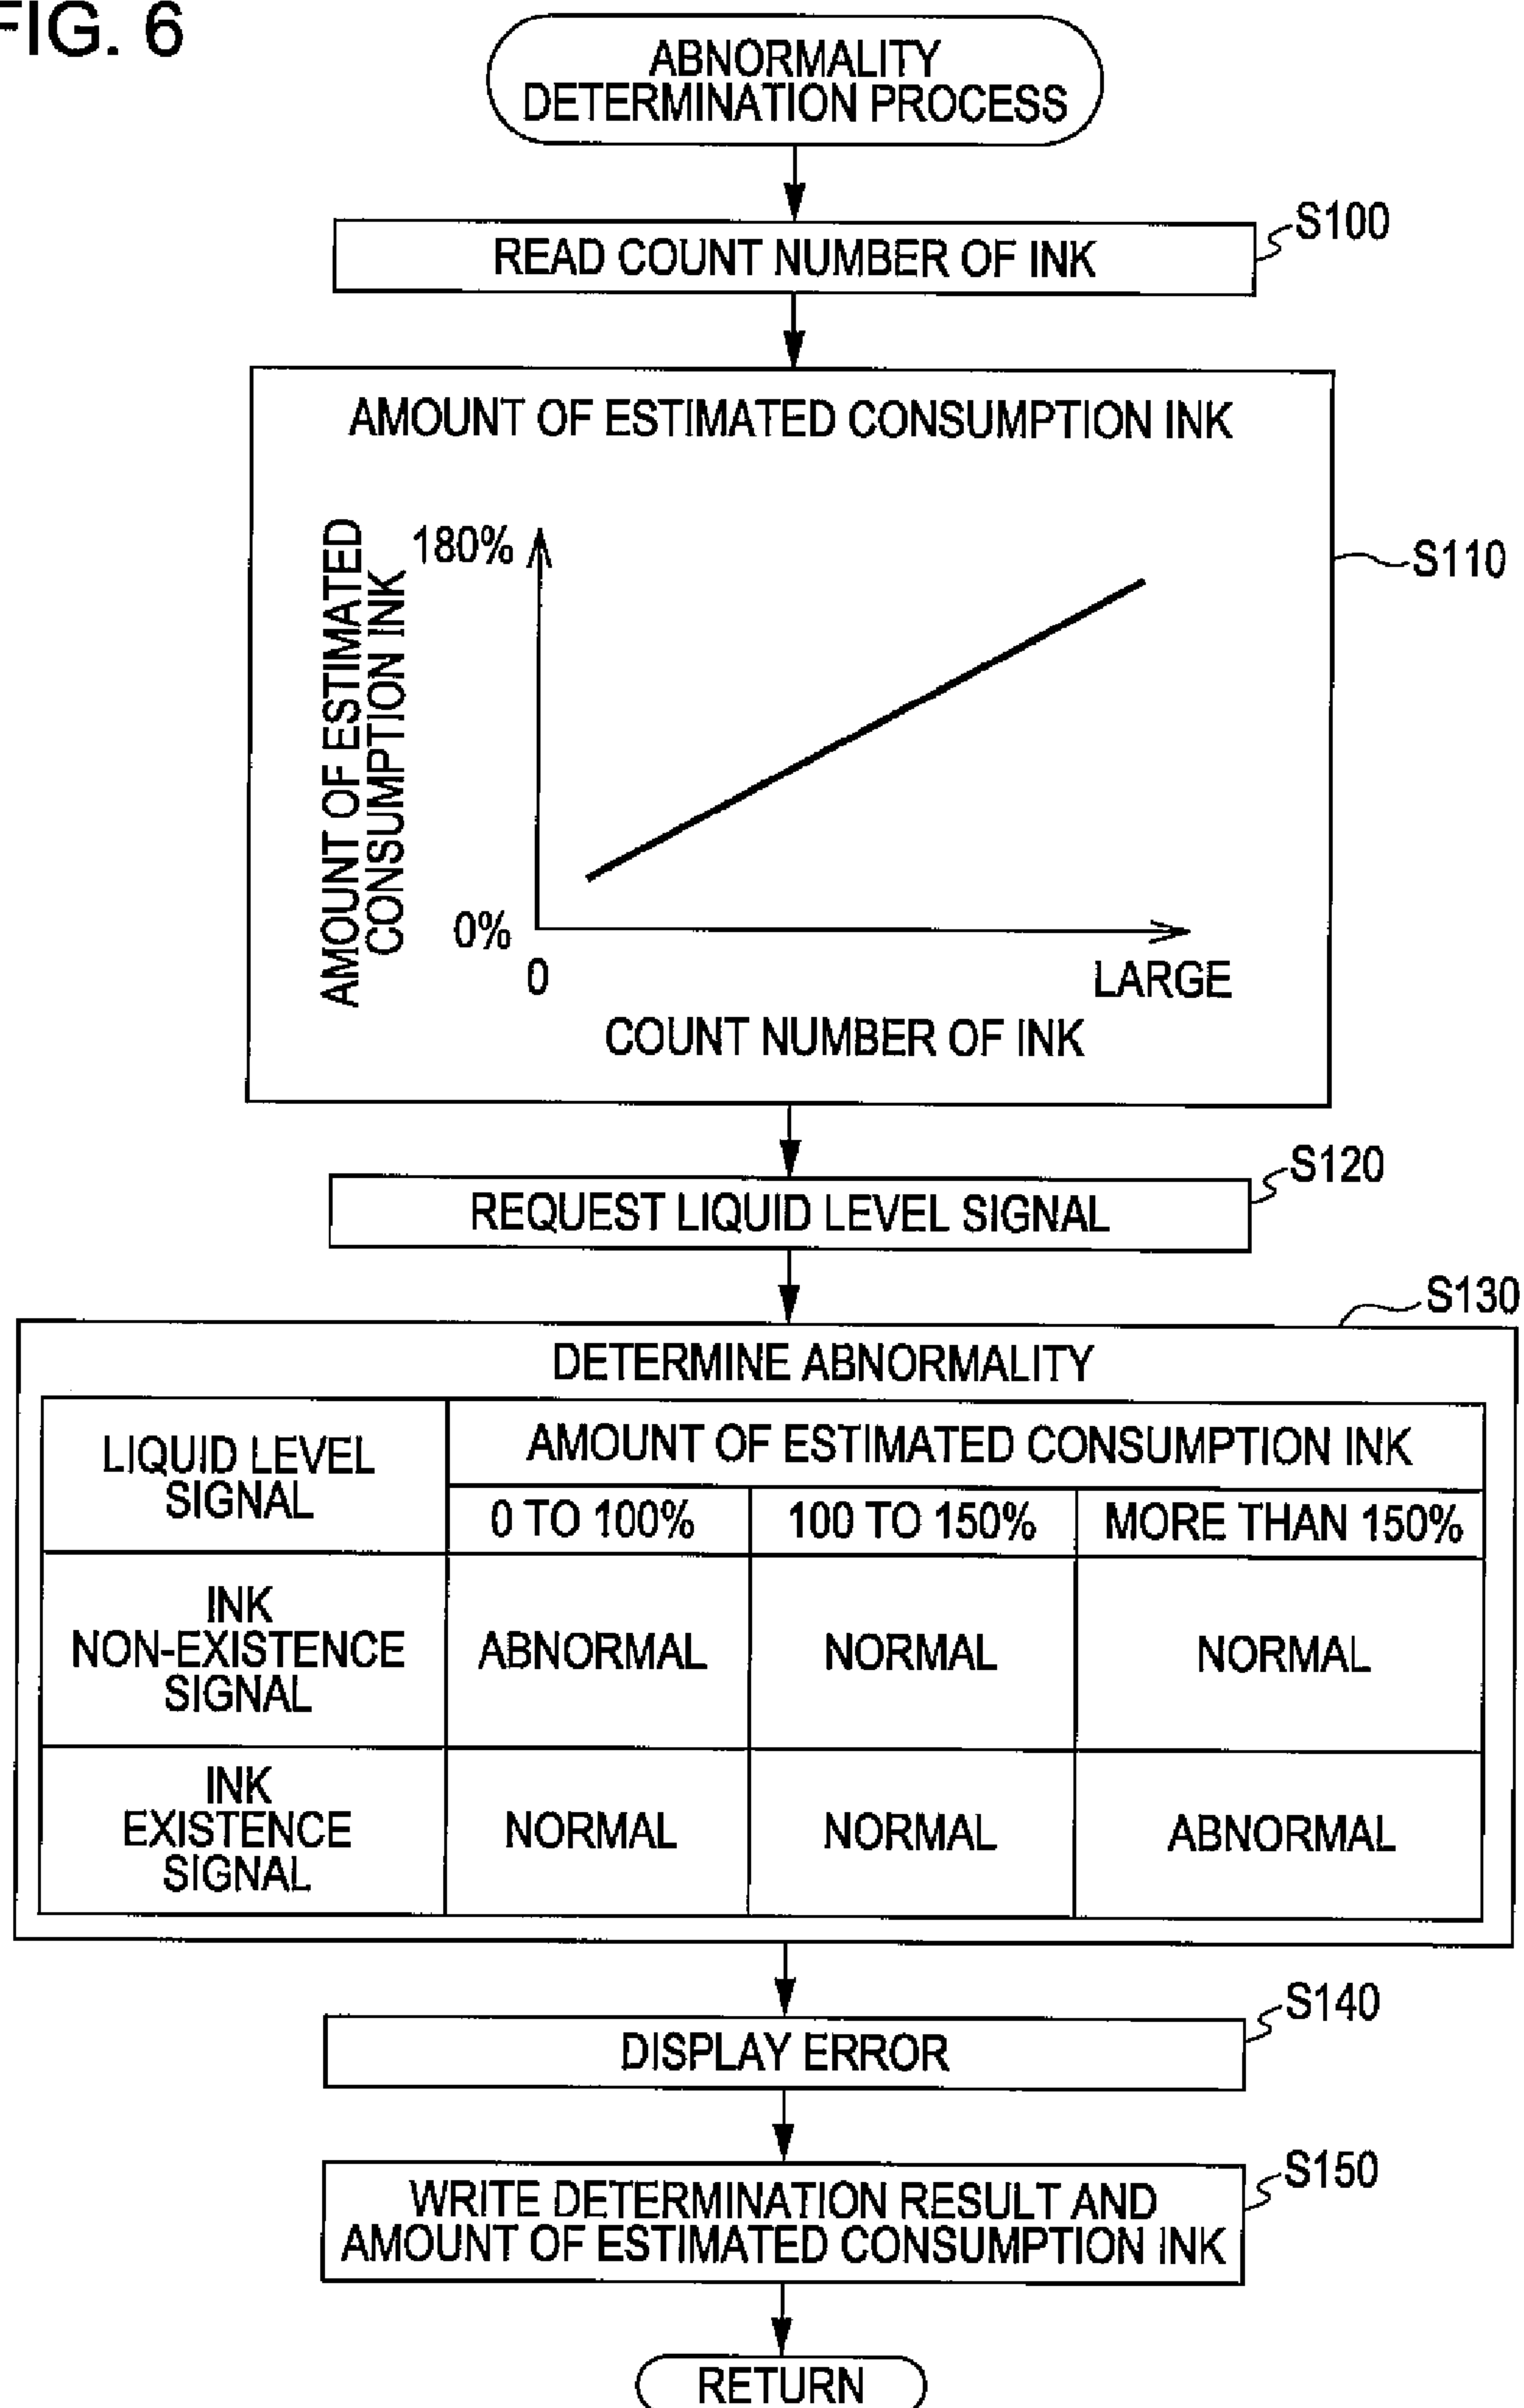 FIG. 6
ABNORMALITY
DETERMINATION PROCESS
S100
READ COUNT NUMBER OF INK
AMOUNT OF ESTIMATED CONSUMPTION INK
S110
AMOUNT OF ESTIMATED
CONSUMPTION INK
180%
0%
0
LARGE
COUNT NUMBER OF INK
S120
REQUEST LIQUID LEVEL SIGNAL
S130
DETERMINE ABNORMALITY
LIQUID LEVEL
SIGNAL
AMOUNT OF ESTIMATED CONSUMPTION INK
0 TO 100%
100 TO 150%
MORE THAN 150%
INK
NON-EXISTENCE
SIGNAL
ABNORMAL
NORMAL
NORMAL
INK
EXISTENCE
SIGNAL
NORMAL
NORMAL
ABNORMAL
S140
DISPLAY ERROR
S150
WRITE DETERMINATION RESULT AND
AMOUNT OF ESTIMATED CONSUMPTION INK
RETURN